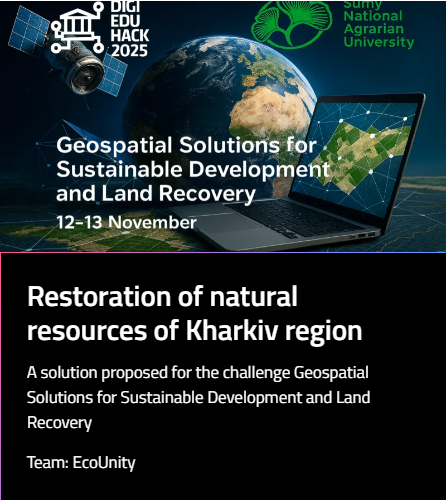 DIGI
EDU
HACK
2025
Sumy
National
Agrarian
University
Geospatial Solutions for
Sustainable Development
and Land Recovery
12–13 November
Restoration of natural
resources of Kharkiv region
A solution proposed for the challenge Geospatial
Solutions for Sustainable Development and Land
Recovery
Team: EcoUnity